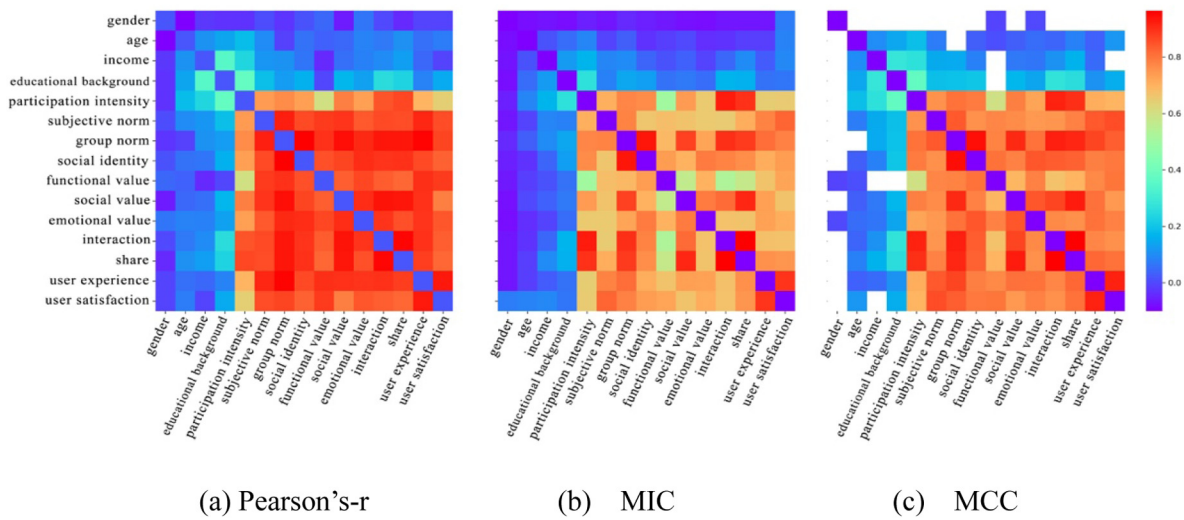 gender
age
income
educational background
participation intensity
subjective norm
group norm
social identity
functional value
social value
emotional value
interaction
share
user experience
user satisfaction
gender
age
income
educational background
participation intensity
subjective norm
group norm
social identity
functional value
social value
emotional value
interaction
share
user experience
user satisfaction
gender
age
income
educational background
participation intensity
subjective norm
group norm
social identity
functional value
social value
emotional value
interaction
share
user experience
user satisfaction
gender
age
income
educational background
participation intensity
subjective norm
group norm
social identity
functional value
social value
emotional value
interaction
share
user experience
user satisfaction
0.8
0.6
0.4
0.2
0.0
(a) Pearson's-r
(b) MIC
(c) MCC